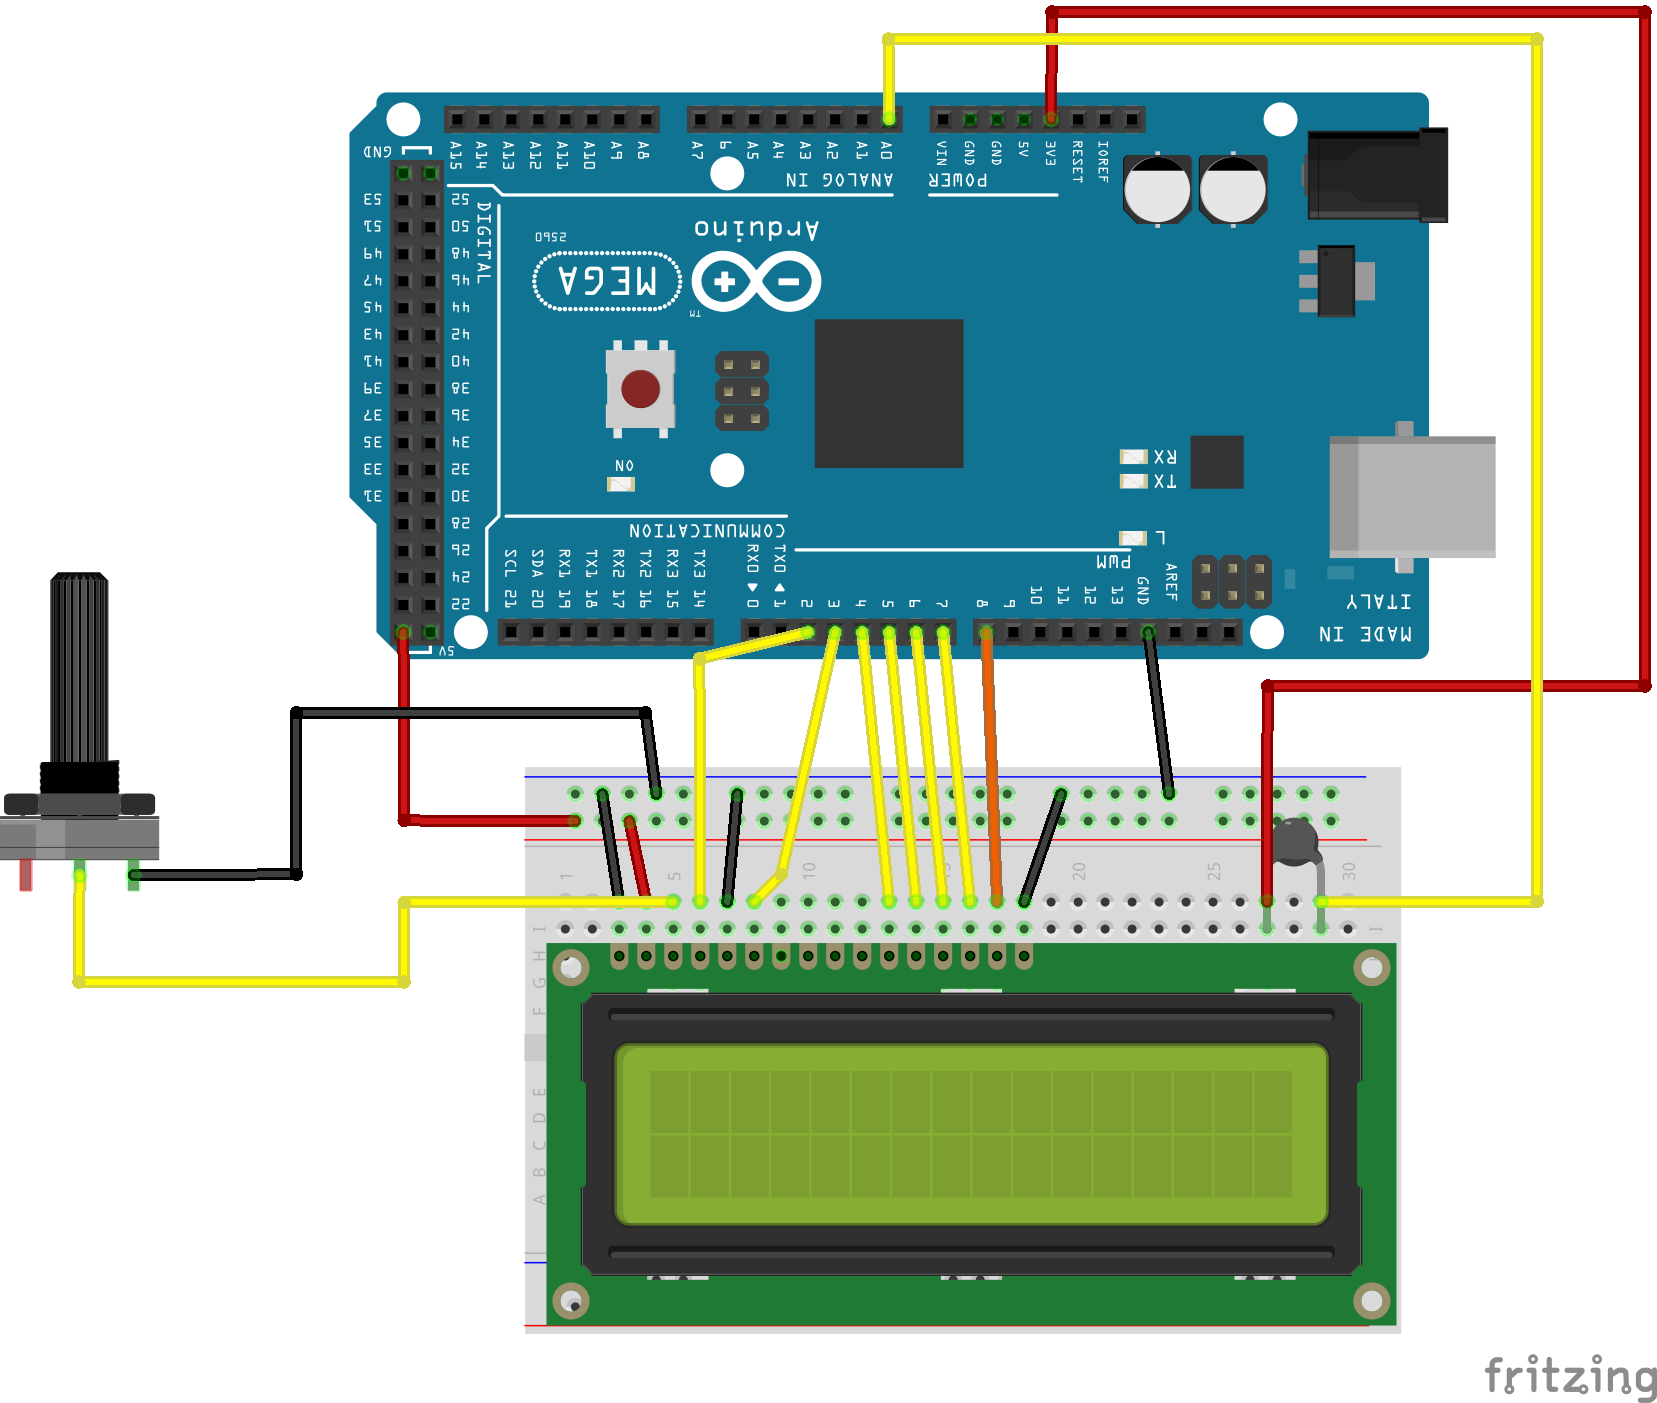 A15 A14 A13 A12 A11 A10 A9 A8
A7 6 A5 A4 A3 A2 A1 A0
VIN GND GND 5V 3V3 RESET IOREF
ANALOG IN
POWER
GND
53 52
51 50
49 48
47 46
45 44
43 42
41 40
39 38
37 36
35 34
33 32
31 30
28
26
24
22
5V
DIGITAL
Arduino
2560
MEGA
TM
ON
RX
TX
L
COMMUNICATION
PWM
SCL 21 SDA 20 RX1 19 TX1 18 RX2 17 TX2 16 RX3 15 TX3 14
RX0 0 TX0 1 2 3 4 5 6 7
8 9 10 11 12 13 GND AREF
MADE IN
ITALY
1 5 10 15 20 25 30
I I
H
G
F
E
D
C
B
A
fritzing